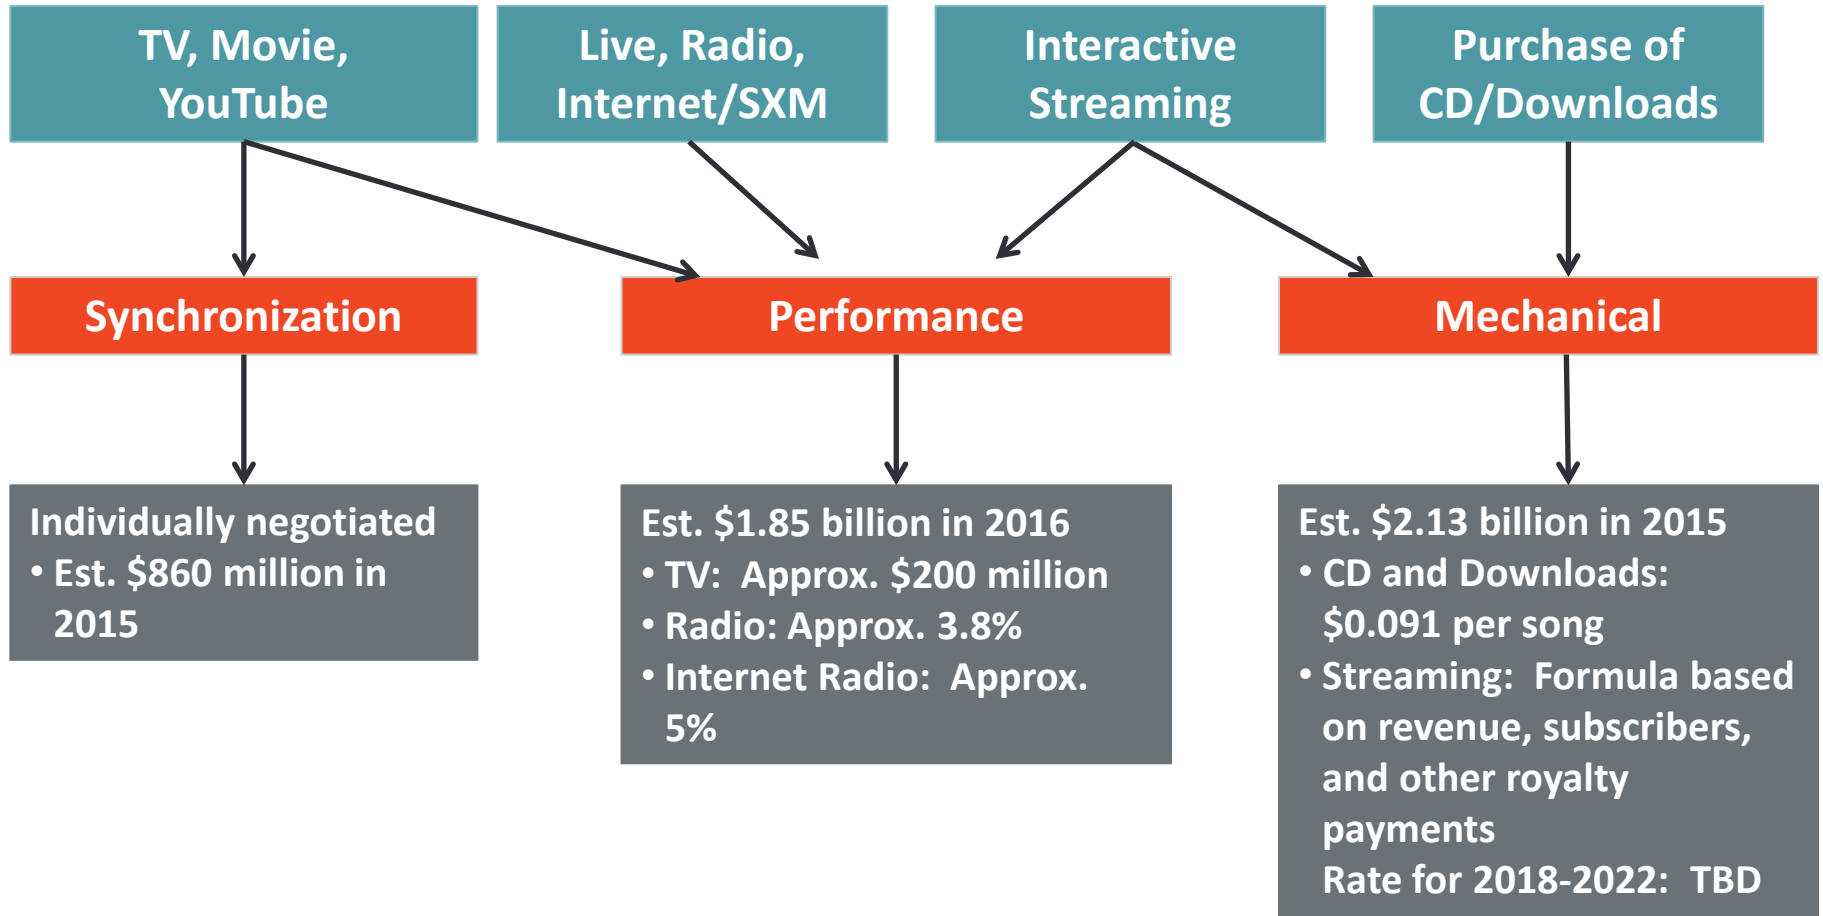 TV, Movie,
YouTube
Live, Radio,
Internet/SXM
Interactive
Streaming
Purchase of
CD/Downloads
Synchronization
Performance
Mechanical
Individually negotiated
• Est. $860 million in
2015
Est. $1.85 billion in 2016
• TV:  Approx. $200 million
• Radio: Approx. 3.8%
• Internet Radio:  Approx.
5%
Est. $2.13 billion in 2015
• CD and Downloads:
$0.091 per song
• Streaming:  Formula based
on revenue, subscribers,
and other royalty
payments
Rate for 2018-2022:  TBD